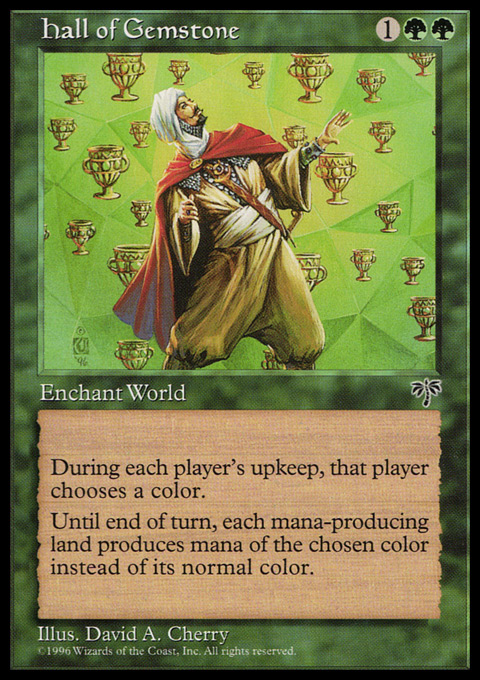 Hall of Gemstone
1
Enchant World
During each player's upkeep, that player
chooses a color.
Until end of turn, each mana-producing
land produces mana of the chosen color
instead of its normal color.
Illus. David A. Cherry
©1996 Wizards of the Coast, Inc. All rights reserved.